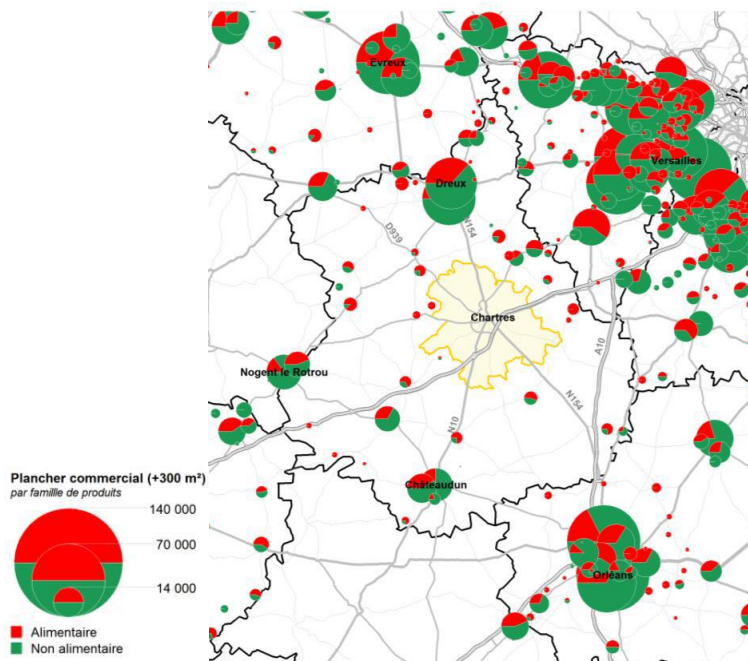 Evreux
Versailles
Dreux
N154
D939
Chartres
A10
Nogent le Rotrou
N154
N10
Châteaudun
Orléans
Plancher commercial (+300 m²)
par famille de produits
140 000
70 000
14 000
Alimentaire
Non alimentaire